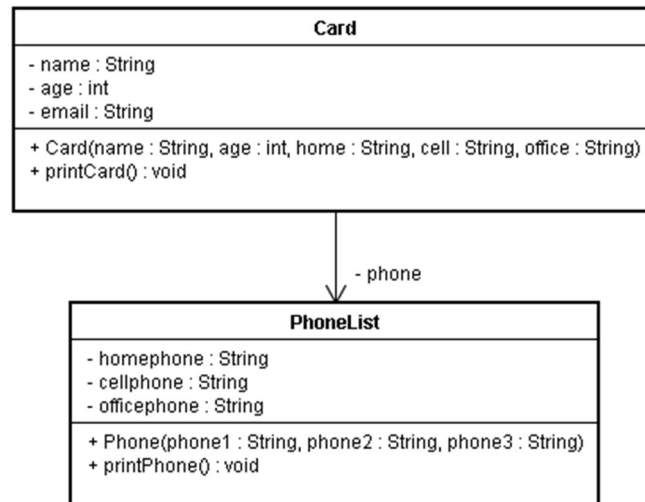 Card
- name : String
- age : int
- email : String
+ Card(name : String, age : int, home : String, cell : String, office : String)
+ printCard() : void
- phone
PhoneList
- homephone : String
- cellphone : String
- officephone : String
+ Phone(phone1 : String, phone2 : String, phone3 : String)
+ printPhone() : void